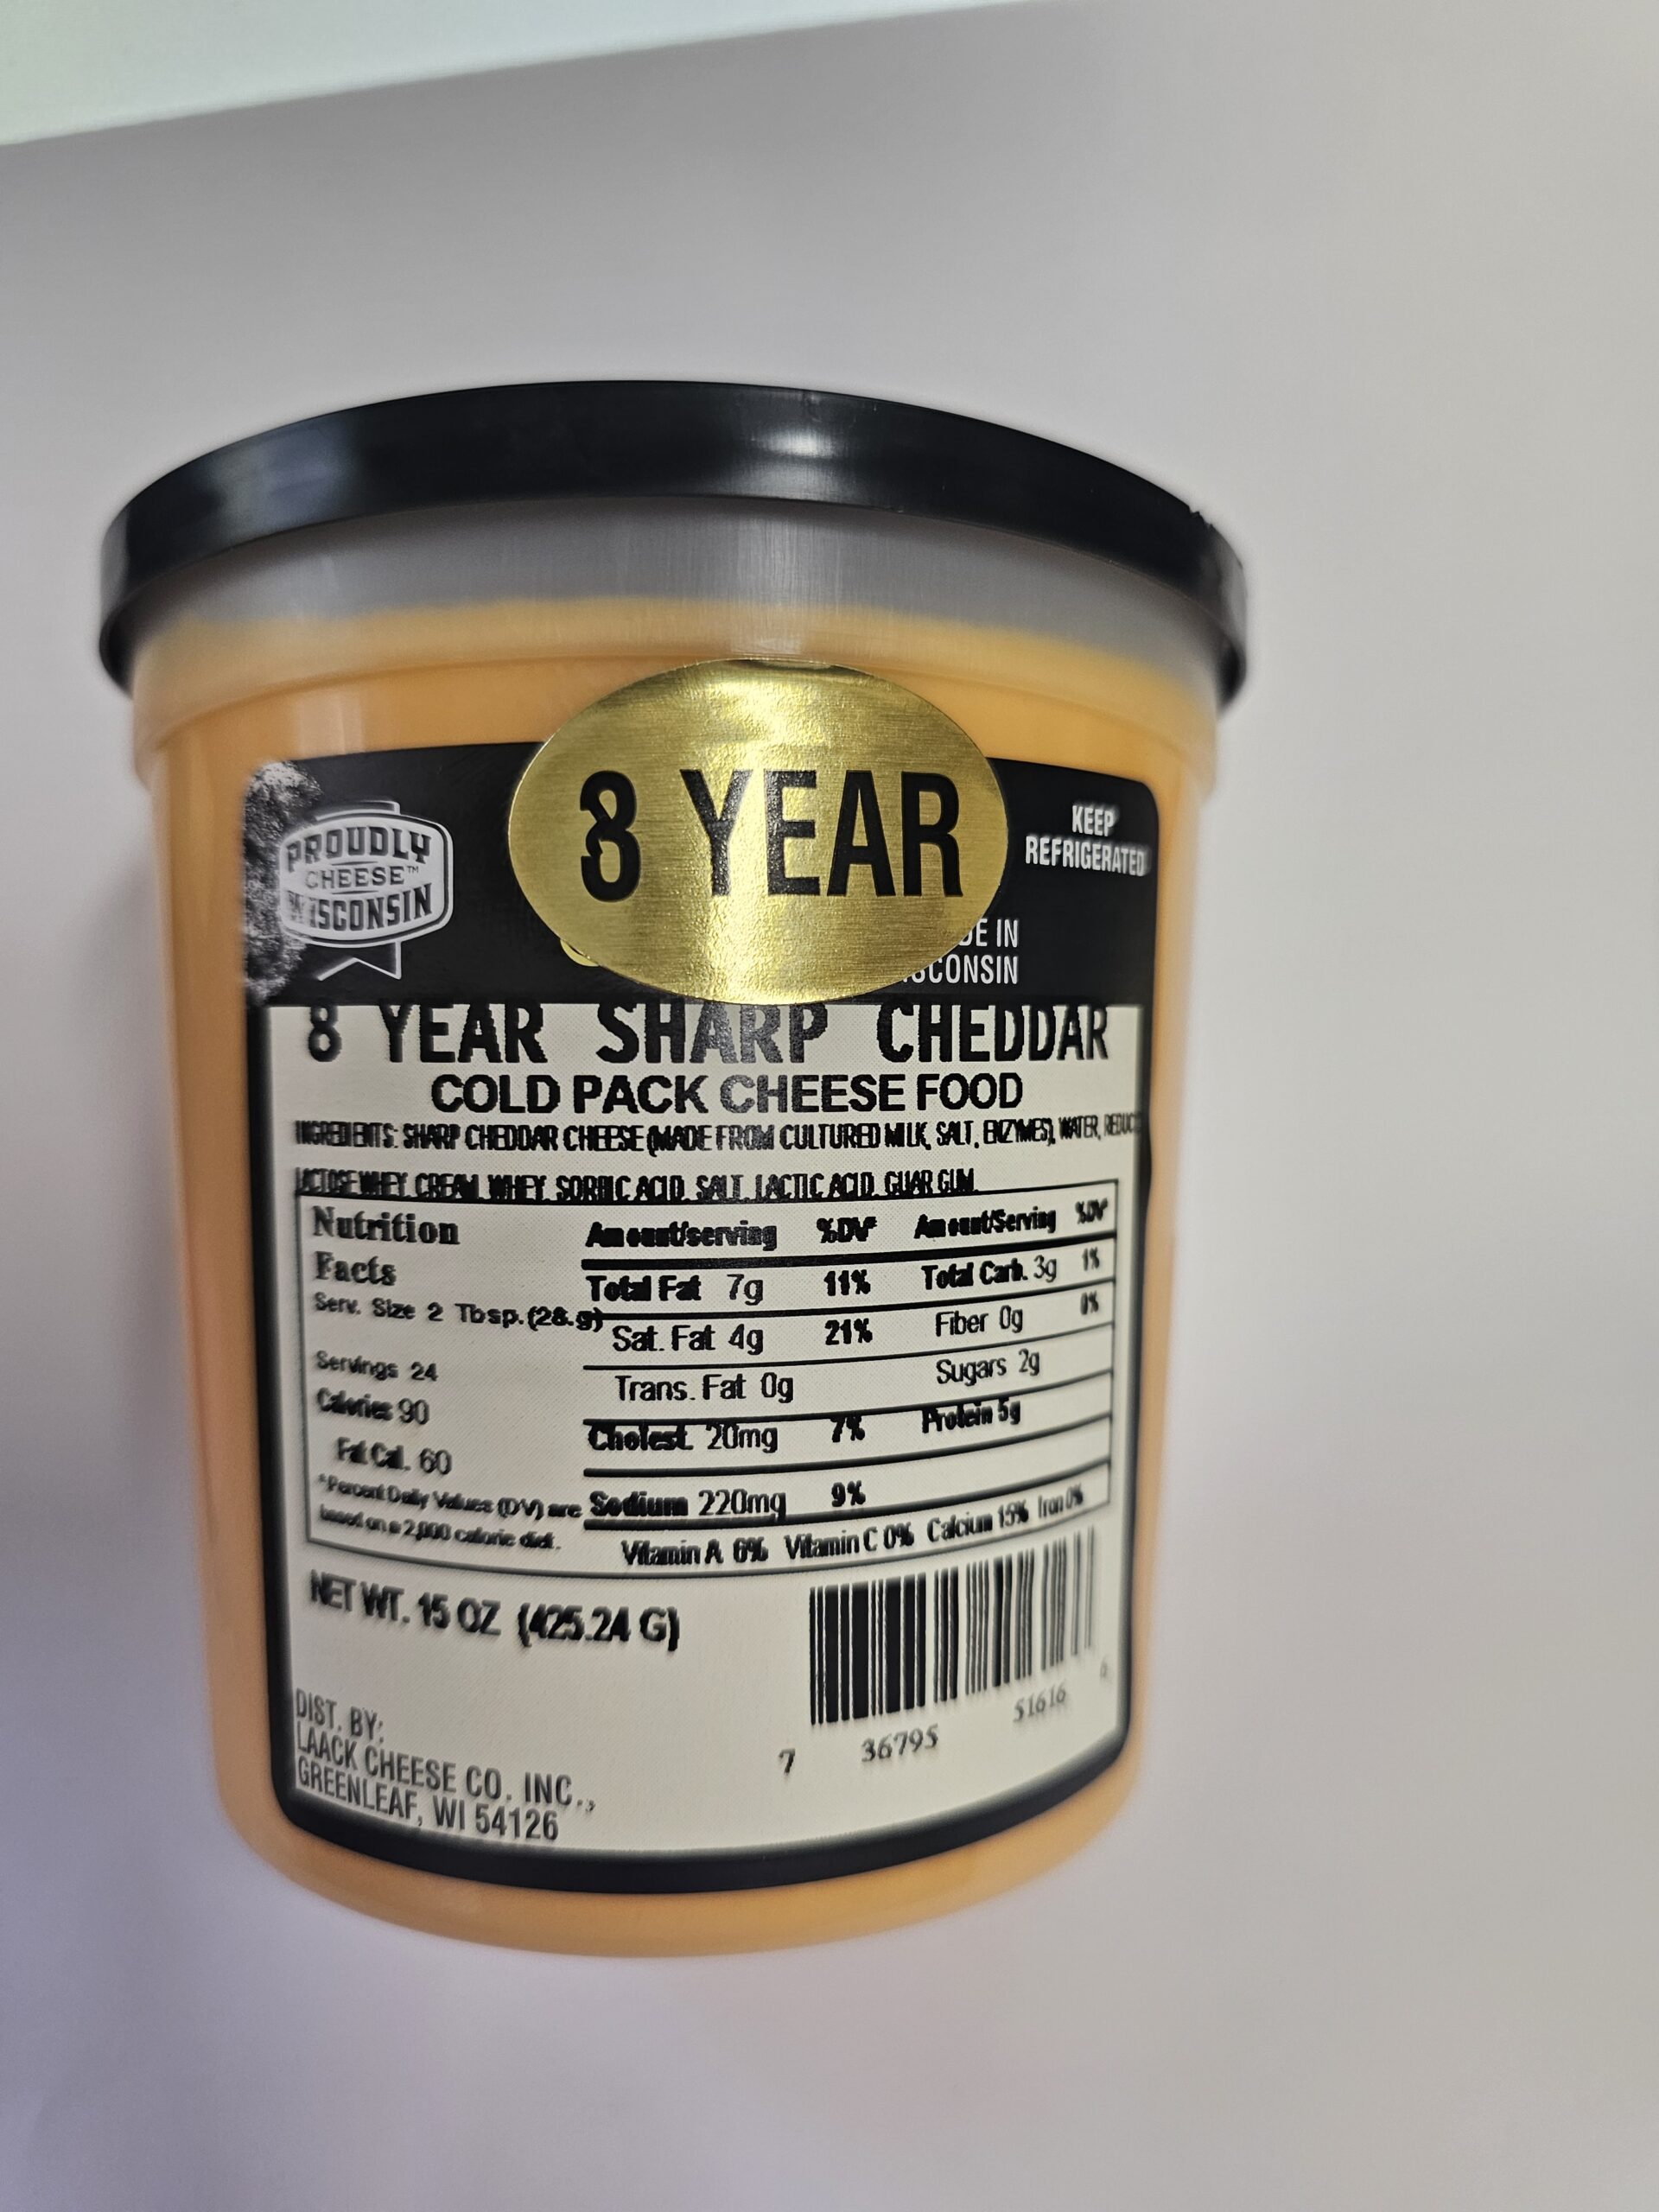 8 YEAR
PROUDLY
WISCONSIN
CHEESE™
KEEP
REFRIGERATED
DE IN
SCONSIN
8 YEAR SHARP CHEDDAR
COLD PACK CHEESE FOOD
INGREDIENTS: SHARP CHEDDAR CHEESE (MADE FROM CULTURED MILK, SALT, ENZYMES), WATER, REDUC
LACTOSE WHEY, CREAM, WHEY, SORBIC ACID, SALT, LACTIC ACID, GUAR GUM.
Nutrition
Facts
Serv. Size 2 Tbsp. (28.g)
Servings 24
Calories 90
Fat Cal. 60
*Percent Daily Values (DV) are
based on a 2,000 calorie diet.
Amount/serving %DV*
Total Fat 7g 11%
Sat. Fat 4g 21%
Trans. Fat 0g
Cholest. 20mg 7%
Sodium 220mg 9%
Amount/Serving %DV*
Total Carb. 3g 1%
Fiber 0g 0%
Sugars 2g
Protein 5g
Vitamin A 6% Vitamin C 0% Calcium 15% Iron 0%
NET WT. 15 OZ (425.24 G)
7 36795 51616 6
DIST. BY:
LAACK CHEESE CO. INC.,
GREENLEAF, WI 54126